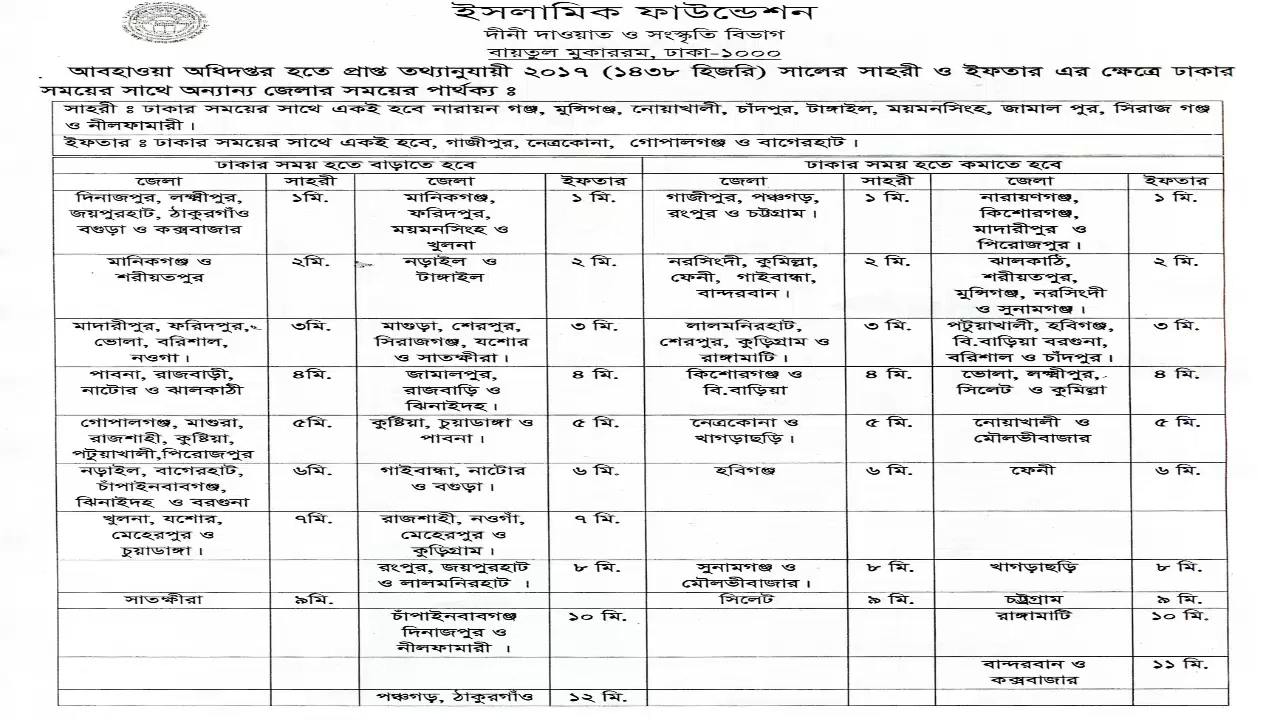 ইসলামিক ফাউন্ডেশন
দীনী দাওয়াত ও সংস্কৃতি বিভাগ
বায়তুল মুকাররম, ঢাকা-১০০০
আবহাওয়া অধিদপ্তর হতে প্রাপ্ত তথ্যানুযায়ী ২০১৭ (১৪৩৮ হিজরি) সালের সাহরী ও ইফতার এর ক্ষেত্রে ঢাকার
সময়ের সাথে অন্যান্য জেলার সময়ের পার্থক্য ঃ
সাহরী ঃ ঢাকার সময়ের সাথে একই হবে নারায়ন গঞ্জ, মুন্সিগঞ্জ, নোয়াখালী, চাঁদপুর, টাঙ্গাইল, ময়মনসিংহ, জামাল পুর, সিরাজ গঞ্জ
ও নীলফামারী।
ইফতার ঃ ঢাকার সময়ের সাথে একই হবে, গাজীপুর, নেত্রকোনা, গোপালগঞ্জ ও বাগেরহাট।
ঢাকার সময় হতে বাড়াতে হবে ঢাকার সময় হতে কমাতে হবে
জেলা সাহরী জেলা ইফতার জেলা সাহরী জেলা ইফতার
দিনাজপুর, লক্ষ্মীপুর, ১মি. মানিকগঞ্জ, ১ মি. গাজীপুর, পঞ্চগড়, ১ মি. নারায়ণগঞ্জ, ১ মি.
জয়পুরহাট, ঠাকুরগাঁও ফরিদপুর, রংপুর ও চট্টগ্রাম। কিশোরগঞ্জ,
বগুড়া ও কক্সবাজার ময়মনসিংহ ও মাদারীপুর ও
খুলনা পিরোজপুর।
মানিকগঞ্জ ও ২মি. নড়াইল ও ২ মি. নরসিংদী, কুমিল্লা, ২ মি. ঝালকাঠি, ২ মি.
শরীয়তপুর টাঙ্গাইল ফেনী, গাইবান্ধা, শরীয়তপুর,
বান্দরবান। মুন্সিগঞ্জ, নরসিংদী
ও সুনামগঞ্জ।
মাদারীপুর, ফরিদপুর, ৩মি. মাগুড়া, শেরপুর, ৩ মি. লালমনিরহাট, ৩ মি. পটুয়াখালী, হবিগঞ্জ, ৩ মি.
ভোলা, বরিশাল, সিরাজগঞ্জ, যশোর শেরপুর, কুড়িগ্রাম ও বি.বাড়িয়া বরগুনা,
নওগা। ও সাতক্ষীরা। রাঙ্গামাটি। বরিশাল ও চাঁদপুর।
পাবনা, রাজবাড়ী, ৪মি. জামালপুর, ৪ মি. কিশোরগঞ্জ ও ৪ মি. ভোলা, লক্ষ্মীপুর, ৪ মি.
নাটোর ও ঝালকাঠী রাজবাড়ি ও বি.বাড়িয়া সিলেট ও কুমিল্লা
ঝিনাইদহ।
গোপালগঞ্জ, মাগুরা, ৫মি. কুষ্টিয়া, চুয়াডাঙ্গা ও ৫ মি. নেত্রকোনা ও ৫ মি. নোয়াখালী ও ৫ মি.
রাজশাহী, কুষ্টিয়া, পাবনা। খাগড়াছড়ি। মৌলভীবাজার
পটুয়াখালী,পিরোজপুর
নড়াইল, বাগেরহাট, ৬মি. গাইবান্ধা, নাটোর ৬ মি. হবিগঞ্জ ৬ মি. ফেনী ৬ মি.
চাঁপাইনবাবগঞ্জ, ও বগুড়া।
ঝিনাইদহ ও বরগুনা
খুলনা, যশোর, ৭মি. রাজশাহী, নওগাঁ, ৭ মি.
মেহেরপুর ও মেহেরপুর ও
চুয়াডাঙ্গা। কুড়িগ্রাম।
রংপুর, জয়পুরহাট ৮ মি. সুনামগঞ্জ ও ৮ মি. খাগড়াছড়ি ৮ মি.
ও লালমনিরহাট । মৌলভীবাজার।
সাতক্ষীরা ৯মি. সিলেট ৯ মি. চট্টগ্রাম ৯ মি.
চাঁপাইনবাবগঞ্জ ১০ মি. রাঙ্গামাটি ১০ মি.
দিনাজপুর ও
নীলফামারী ।
বান্দরবান ও ১১ মি.
কক্সবাজার
পঞ্চগড়, ঠাকুরগাঁও ১২ মি.